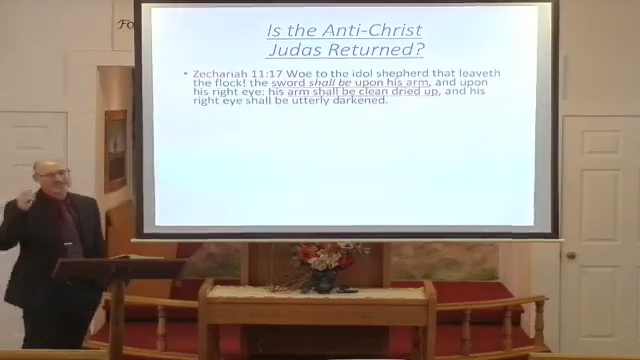 Is the Anti-Christ
Judas Returned?
• Zechariah 11:17 Woe to the idol shepherd that leaveth
the flock! the sword shall be upon his arm, and upon
his right eye: his arm shall be clean dried up, and his
right eye shall be utterly darkened.